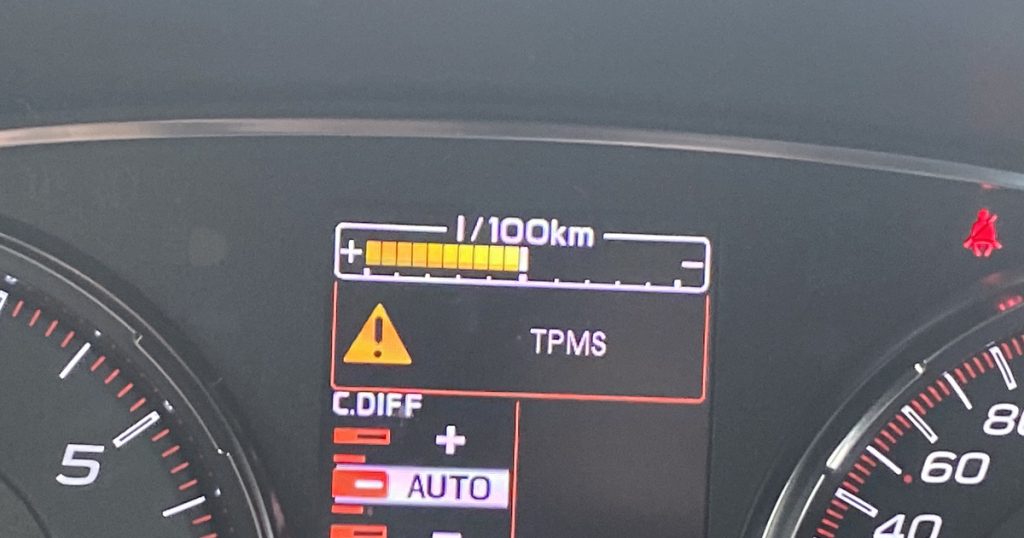 l/100km
+ −
TPMS
C.DIFF
+
AUTO
−
5
80
60
40